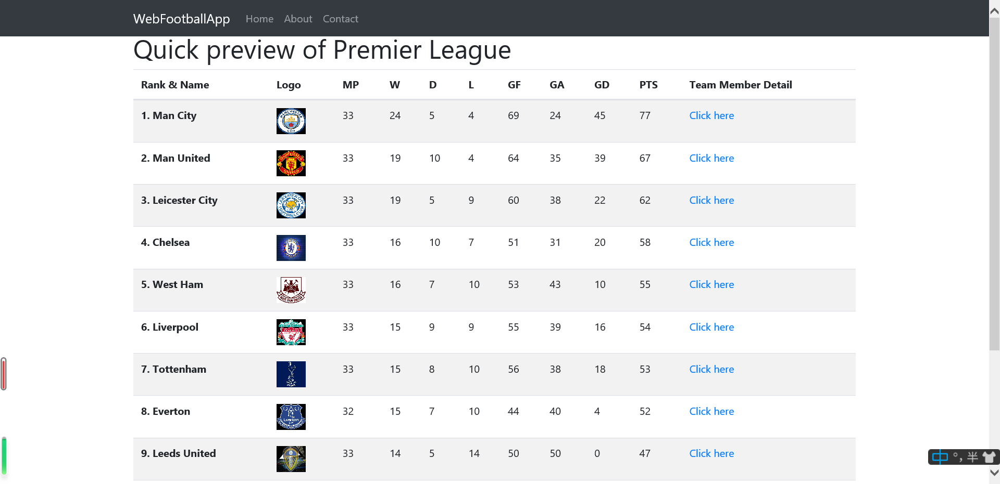 WebFootballApp Home About Contact
Quick preview of Premier League
Rank & Name Logo MP W D L GF GA GD PTS Team Member Detail
1. Man City 33 24 5 4 69 24 45 77 Click here
2. Man United 33 19 10 4 64 35 39 67 Click here
3. Leicester City 33 19 5 9 60 38 22 62 Click here
4. Chelsea 33 16 10 7 51 31 20 58 Click here
5. West Ham 33 16 7 10 53 43 10 55 Click here
6. Liverpool 33 15 9 9 55 39 16 54 Click here
7. Tottenham 33 15 8 10 56 38 18 53 Click here
8. Everton 32 15 7 10 44 40 4 52 Click here
9. Leeds United 33 14 5 14 50 50 0 47 Click here
中 °, 半